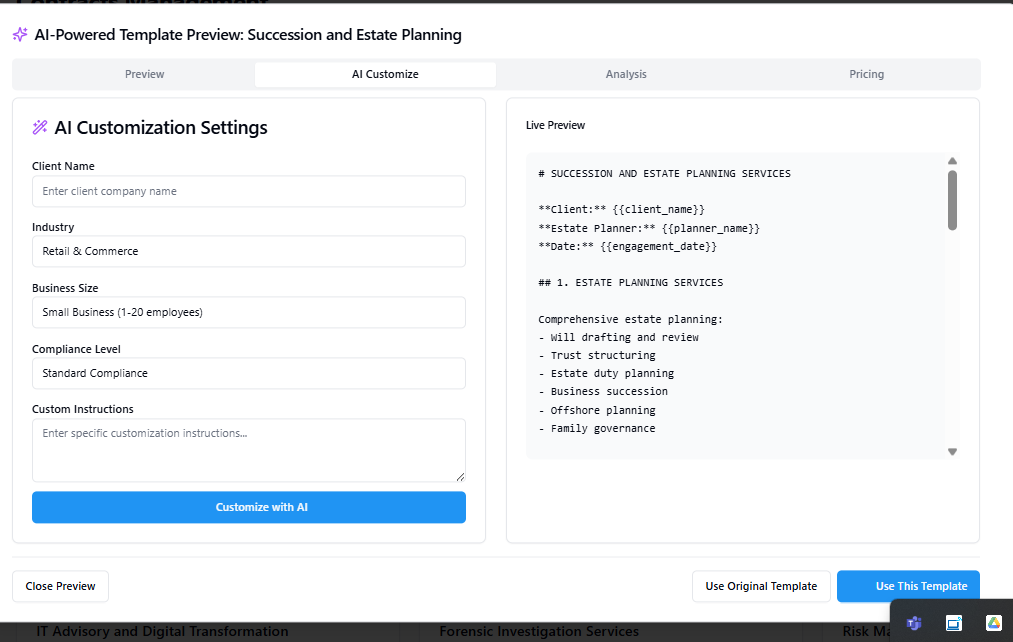 AI-Powered Template Preview: Succession and Estate Planning
Preview
AI Customize
Analysis
Pricing
AI Customization Settings
Client Name
Enter client company name
Industry
Retail & Commerce
Business Size
Small Business (1-20 employees)
Compliance Level
Standard Compliance
Custom Instructions
Enter specific customization instructions...
Customize with AI
Live Preview
# SUCCESSION AND ESTATE PLANNING SERVICES
**Client:** {{client_name}}
**Estate Planner:** {{planner_name}}
**Date:** {{engagement_date}}
## 1. ESTATE PLANNING SERVICES
Comprehensive estate planning:
- Will drafting and review
- Trust structuring
- Estate duty planning
- Business succession
- Offshore planning
- Family governance
Close Preview
Use Original Template
Use This Template
IT Advisory and Digital Transformation
Forensic Investigation Services
Risk